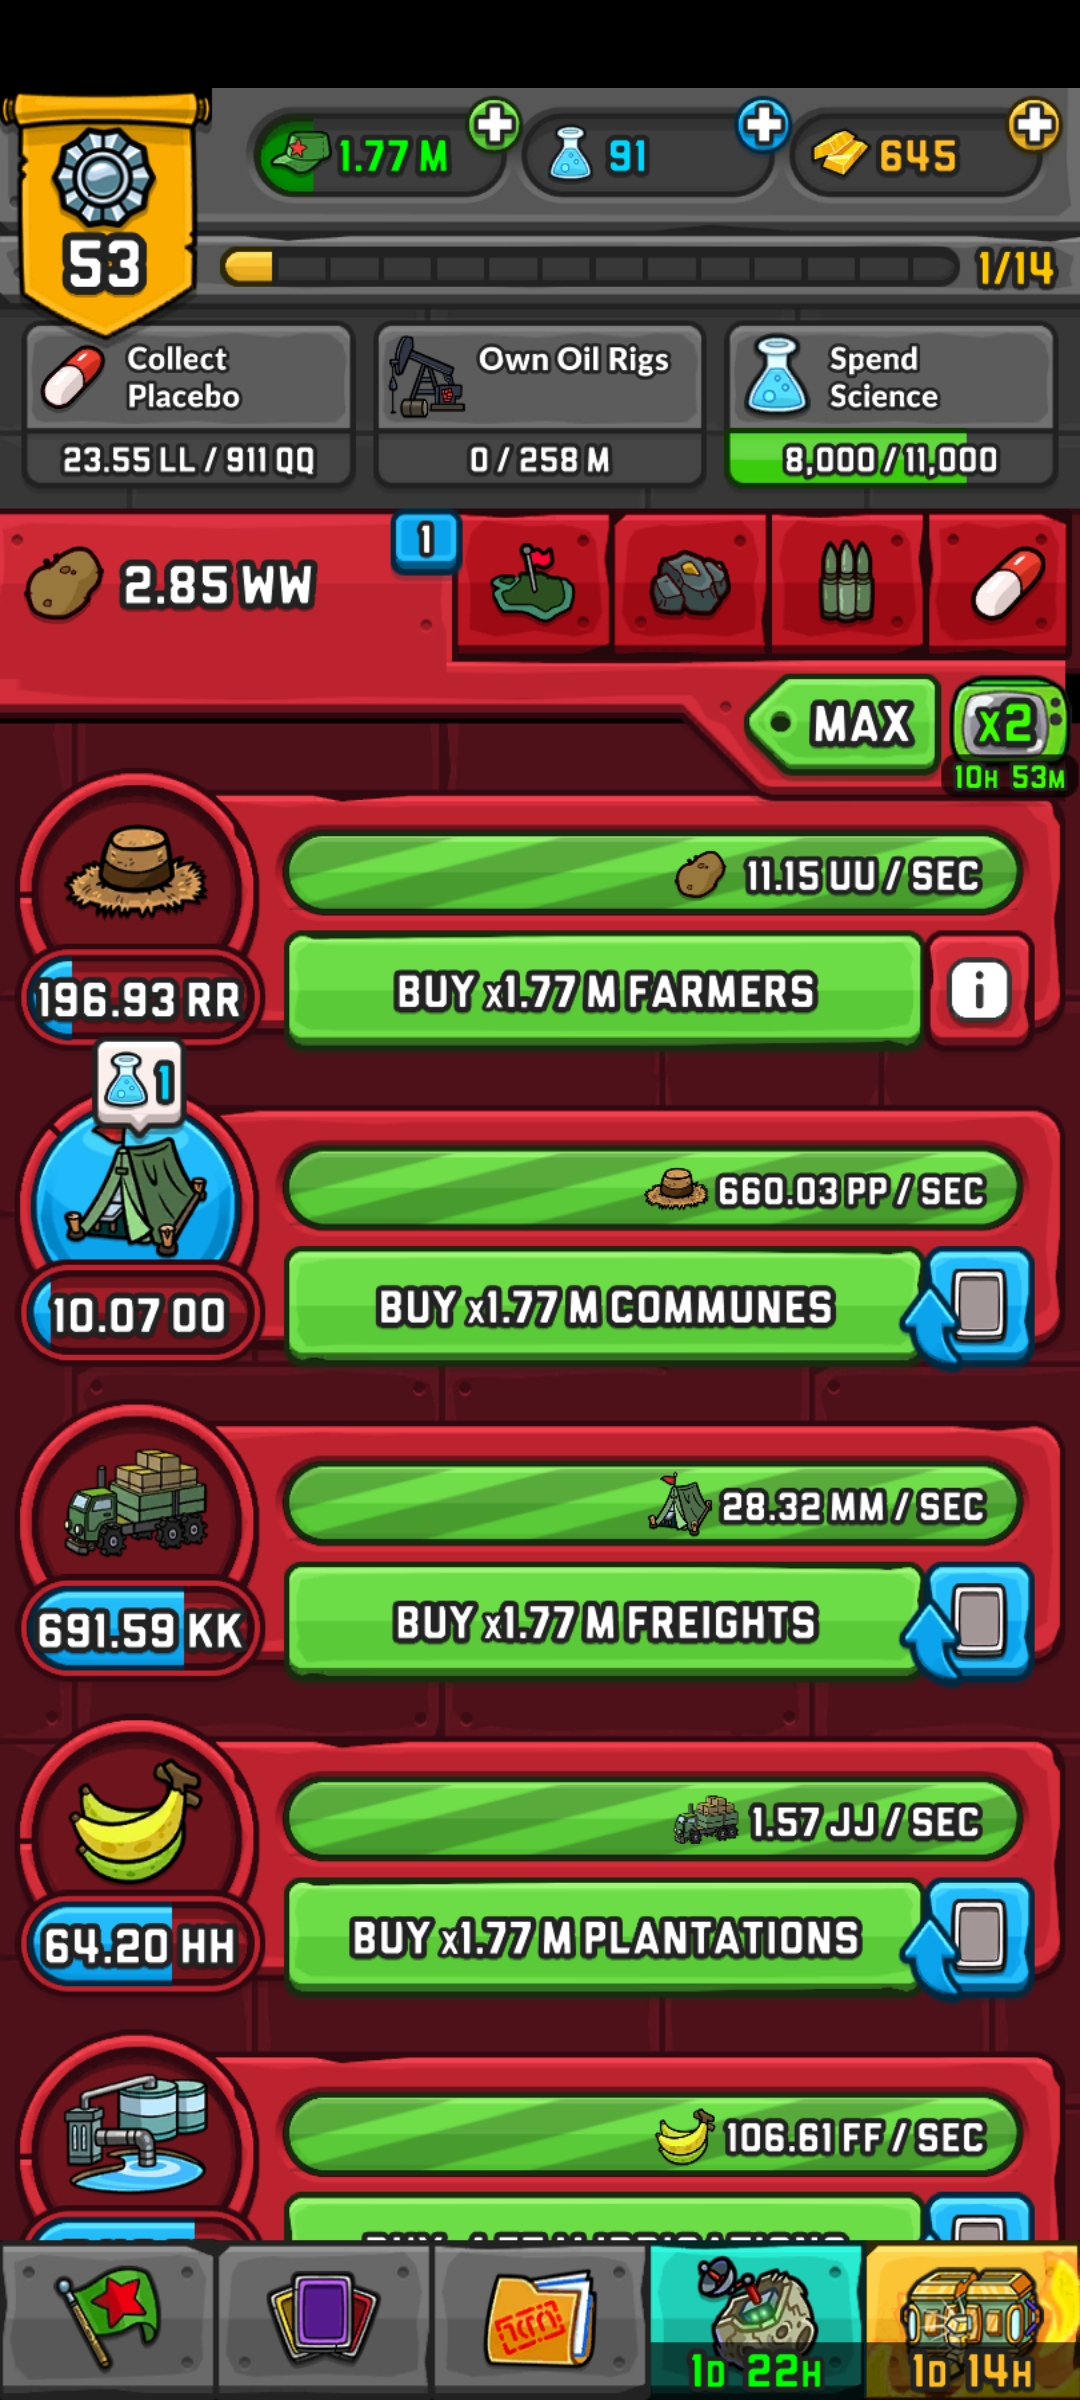 1.77 M
91
645
53
1/14
Collect
Placebo
23.55 LL / 911 QQ
Own Oil Rigs
0 / 258 M
Spend
Science
8,000 / 11,000
2.85 WW
1
MAX
x2
10H 53M
11.15 UU / SEC
196.93 RR
BUY x1.77 M FARMERS
i
1
660.03 PP / SEC
10.07 OO
BUY x1.77 M COMMUNES
28.32 MM / SEC
691.59 KK
BUY x1.77 M FREIGHTS
1.57 JJ / SEC
64.20 HH
BUY x1.77 M PLANTATIONS
106.61 FF / SEC
1D 22H
1D 14H